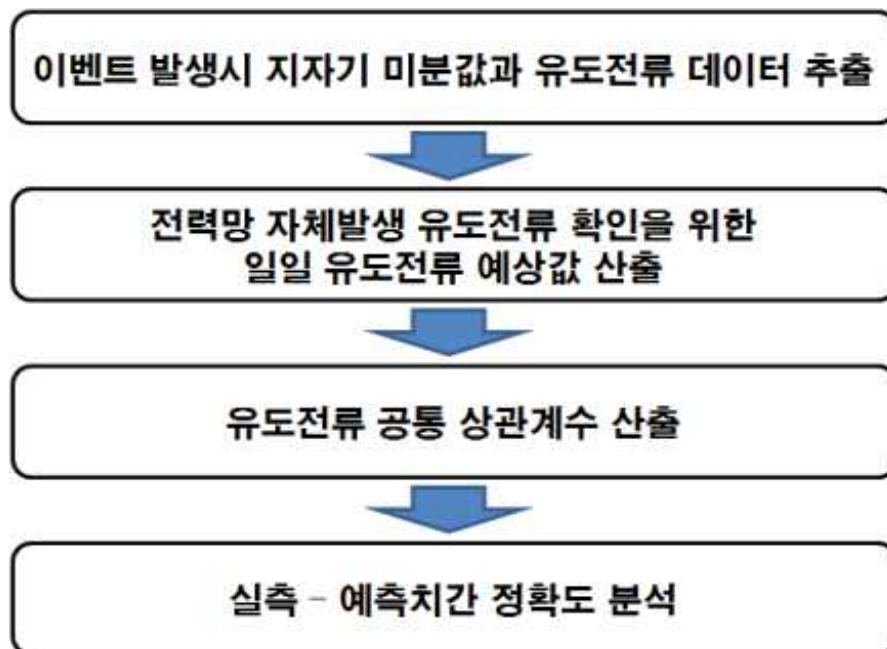 이벤트 발생시 지자기 미분값과 유도전류 데이터 추출
전력망 자체발생 유도전류 확인을 위한
일일 유도전류 예상값 산출
유도전류 공통 상관계수 산출
실측 - 예측치간 정확도 분석